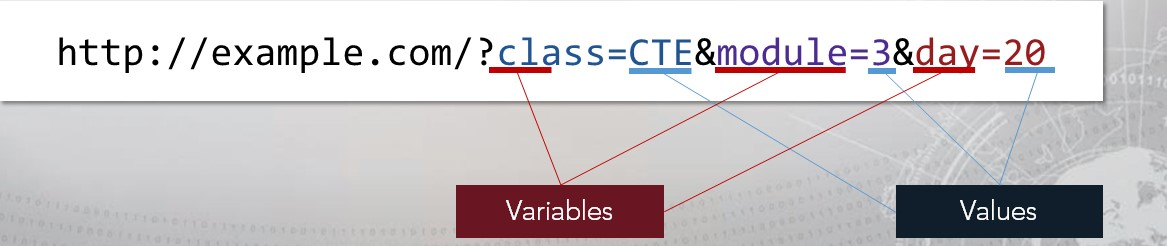 http://example.com/?class=CTE&module=3&day=20
Variables
Values